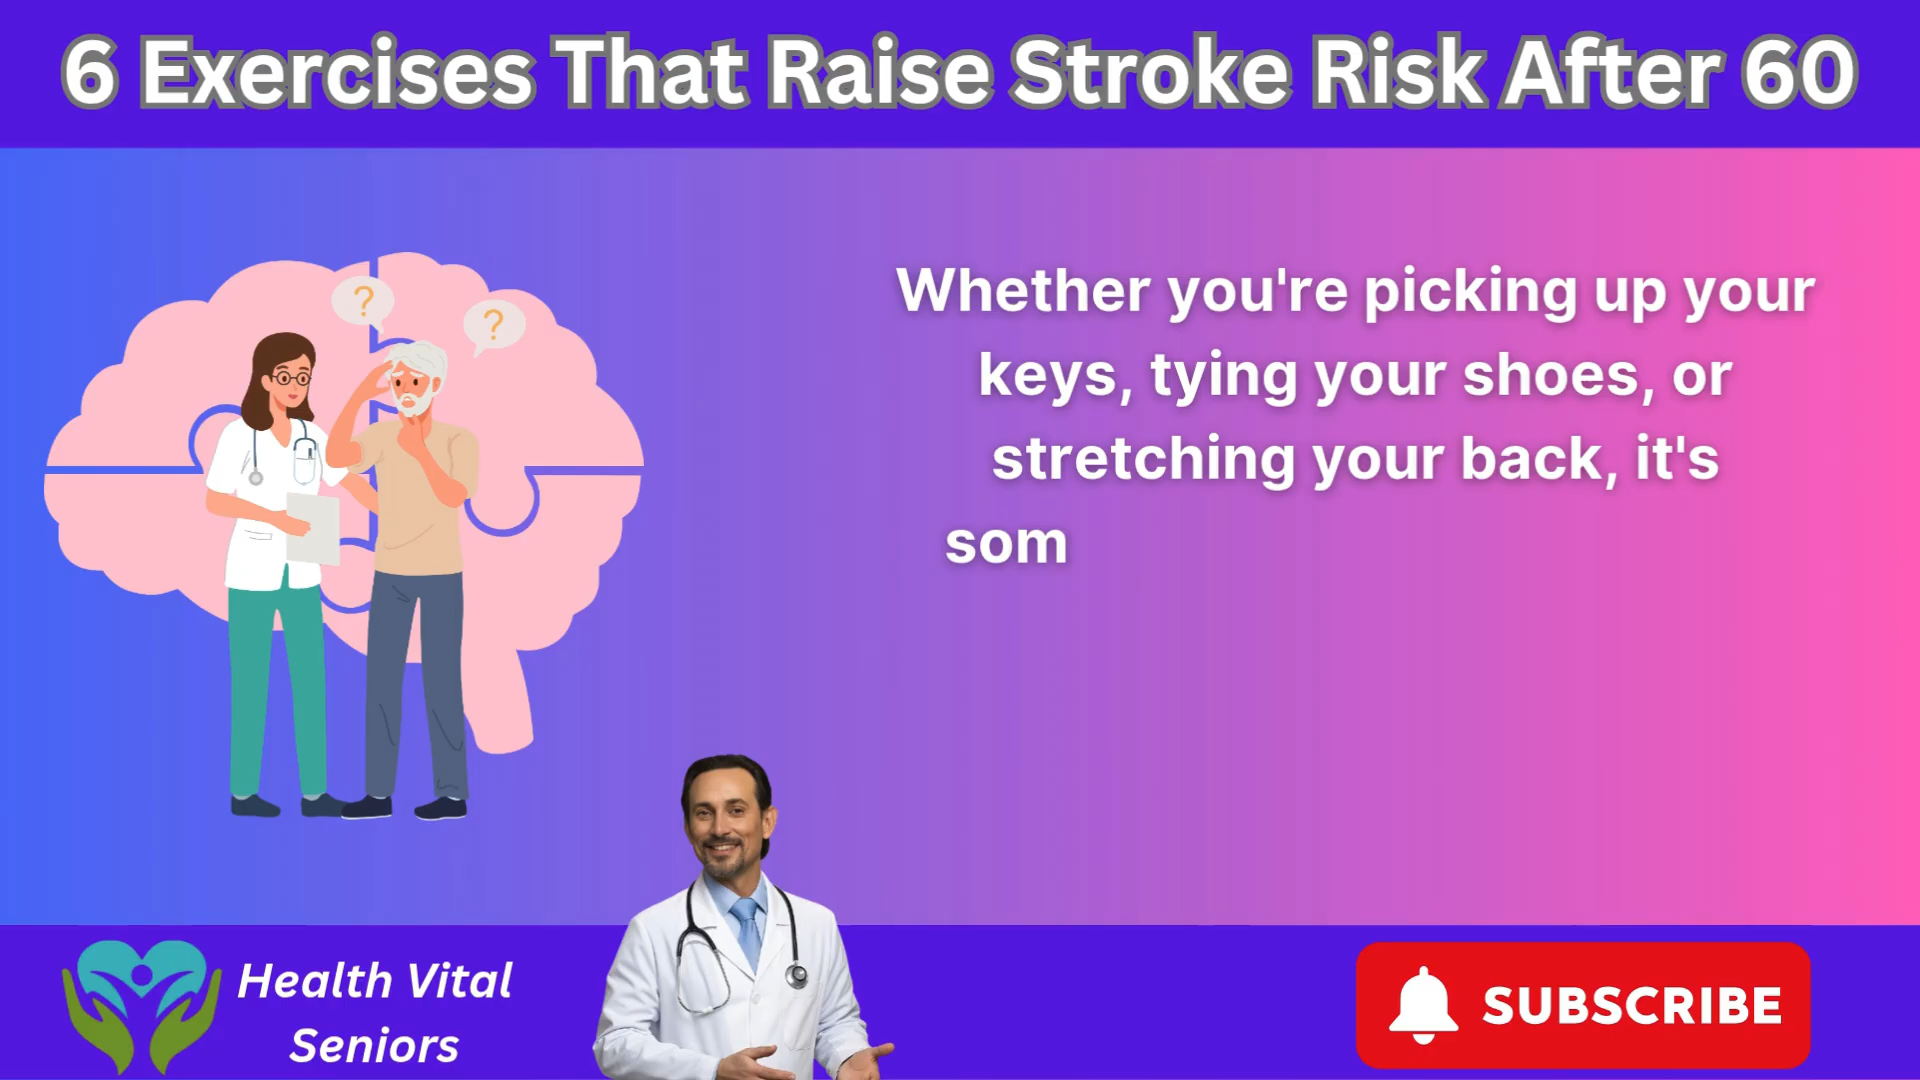 6 Exercises That Raise Stroke Risk After 60
? ?
Whether you're picking up your
keys, tying your shoes, or
stretching your back, it's
som
Health Vital
Seniors
SUBSCRIBE